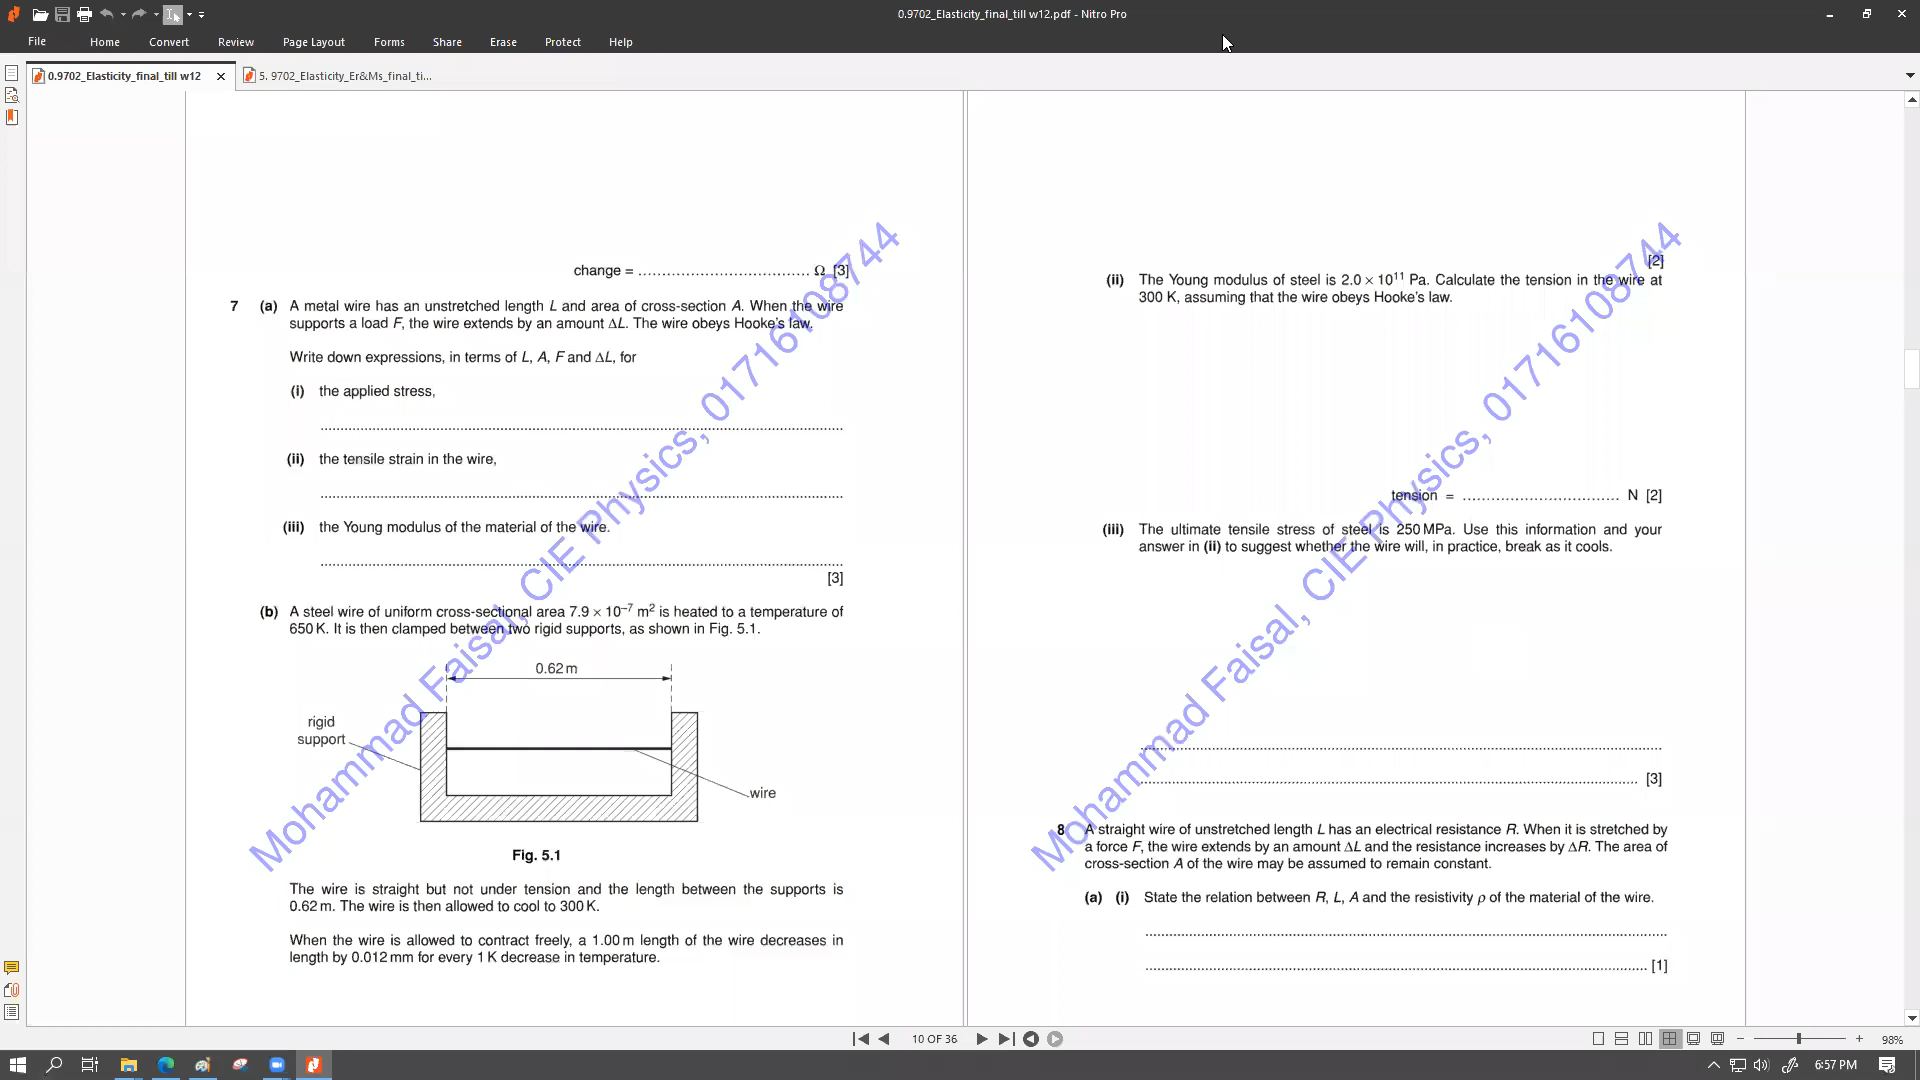 0.9702_Elasticity_final_till w12.pdf - Nitro Pro
File Home Convert Review Page Layout Forms Share Erase Protect Help
0.9702_Elasticity_final_till w12
5. 9702_Elasticity_Er&Ms_final_ti...
change = .................................... Ω [3]
7 (a) A metal wire has an unstretched length L and area of cross-section A. When the wire
supports a load F, the wire extends by an amount ΔL. The wire obeys Hooke's law.
Write down expressions, in terms of L, A, F and ΔL, for
(i) the applied stress,
(ii) the tensile strain in the wire,
(iii) the Young modulus of the material of the wire.
[3]
(b) A steel wire of uniform cross-sectional area 7.9 × 10⁻⁷ m² is heated to a temperature of
650 K. It is then clamped between two rigid supports, as shown in Fig. 5.1.
0.62 m
rigid
support
wire
Fig. 5.1
The wire is straight but not under tension and the length between the supports is
0.62 m. The wire is then allowed to cool to 300 K.
When the wire is allowed to contract freely, a 1.00 m length of the wire decreases in
length by 0.012 mm for every 1 K decrease in temperature.
Mohammad Faisal, CIE Physics, 01716108744
[2]
(ii) The Young modulus of steel is 2.0 × 10¹¹ Pa. Calculate the tension in the wire at
300 K, assuming that the wire obeys Hooke's law.
tension = ................................. N [2]
(iii) The ultimate tensile stress of steel is 250 MPa. Use this information and your
answer in (ii) to suggest whether the wire will, in practice, break as it cools.
[3]
8 A straight wire of unstretched length L has an electrical resistance R. When it is stretched by
a force F, the wire extends by an amount ΔL and the resistance increases by ΔR. The area of
cross-section A of the wire may be assumed to remain constant.
(a) (i) State the relation between R, L, A and the resistivity ρ of the material of the wire.
[1]
Mohammad Faisal, CIE Physics, 01716108744
10 OF 36
98%
6:57 PM